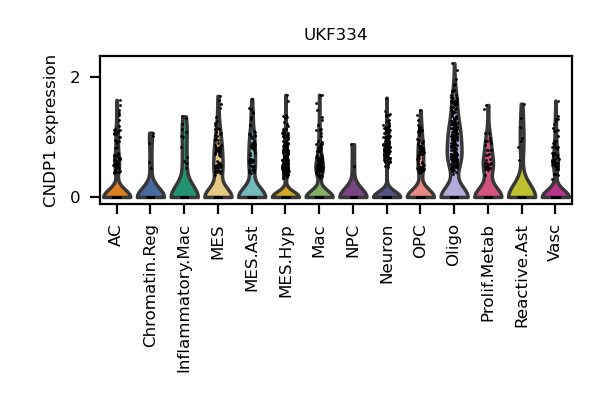 UKF334
CNDP1 expression
2
0
AC
Chromatin.Reg
Inflammatory.Mac
MES
MES.Ast
MES.Hyp
Mac
NPC
Neuron
OPC
Oligo
Prolif.Metab
Reactive.Ast
Vasc